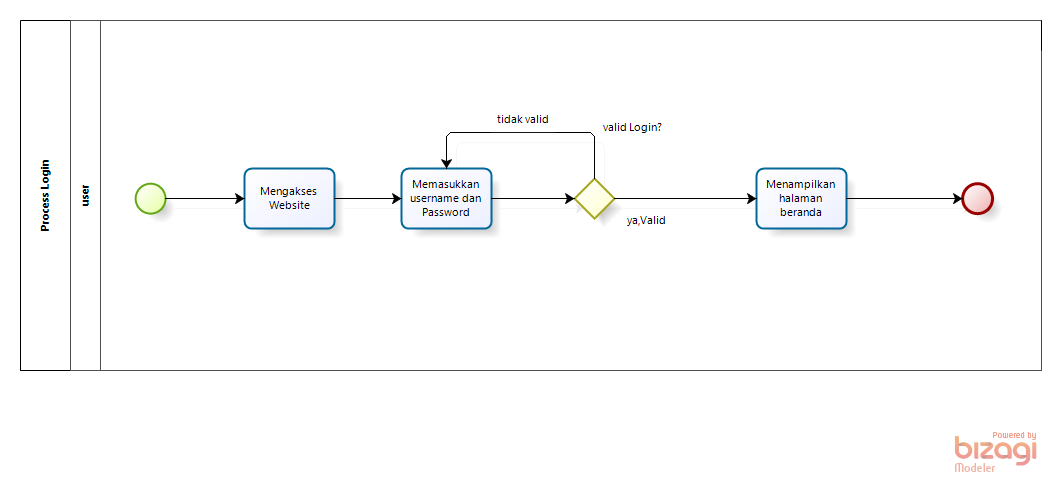 Process Login
user
tidak valid
valid Login?
Mengakses
Website
Memasukkan
username dan
Password
ya,Valid
Menampilkan
halaman
beranda
Powered by
bizagi
Modeler